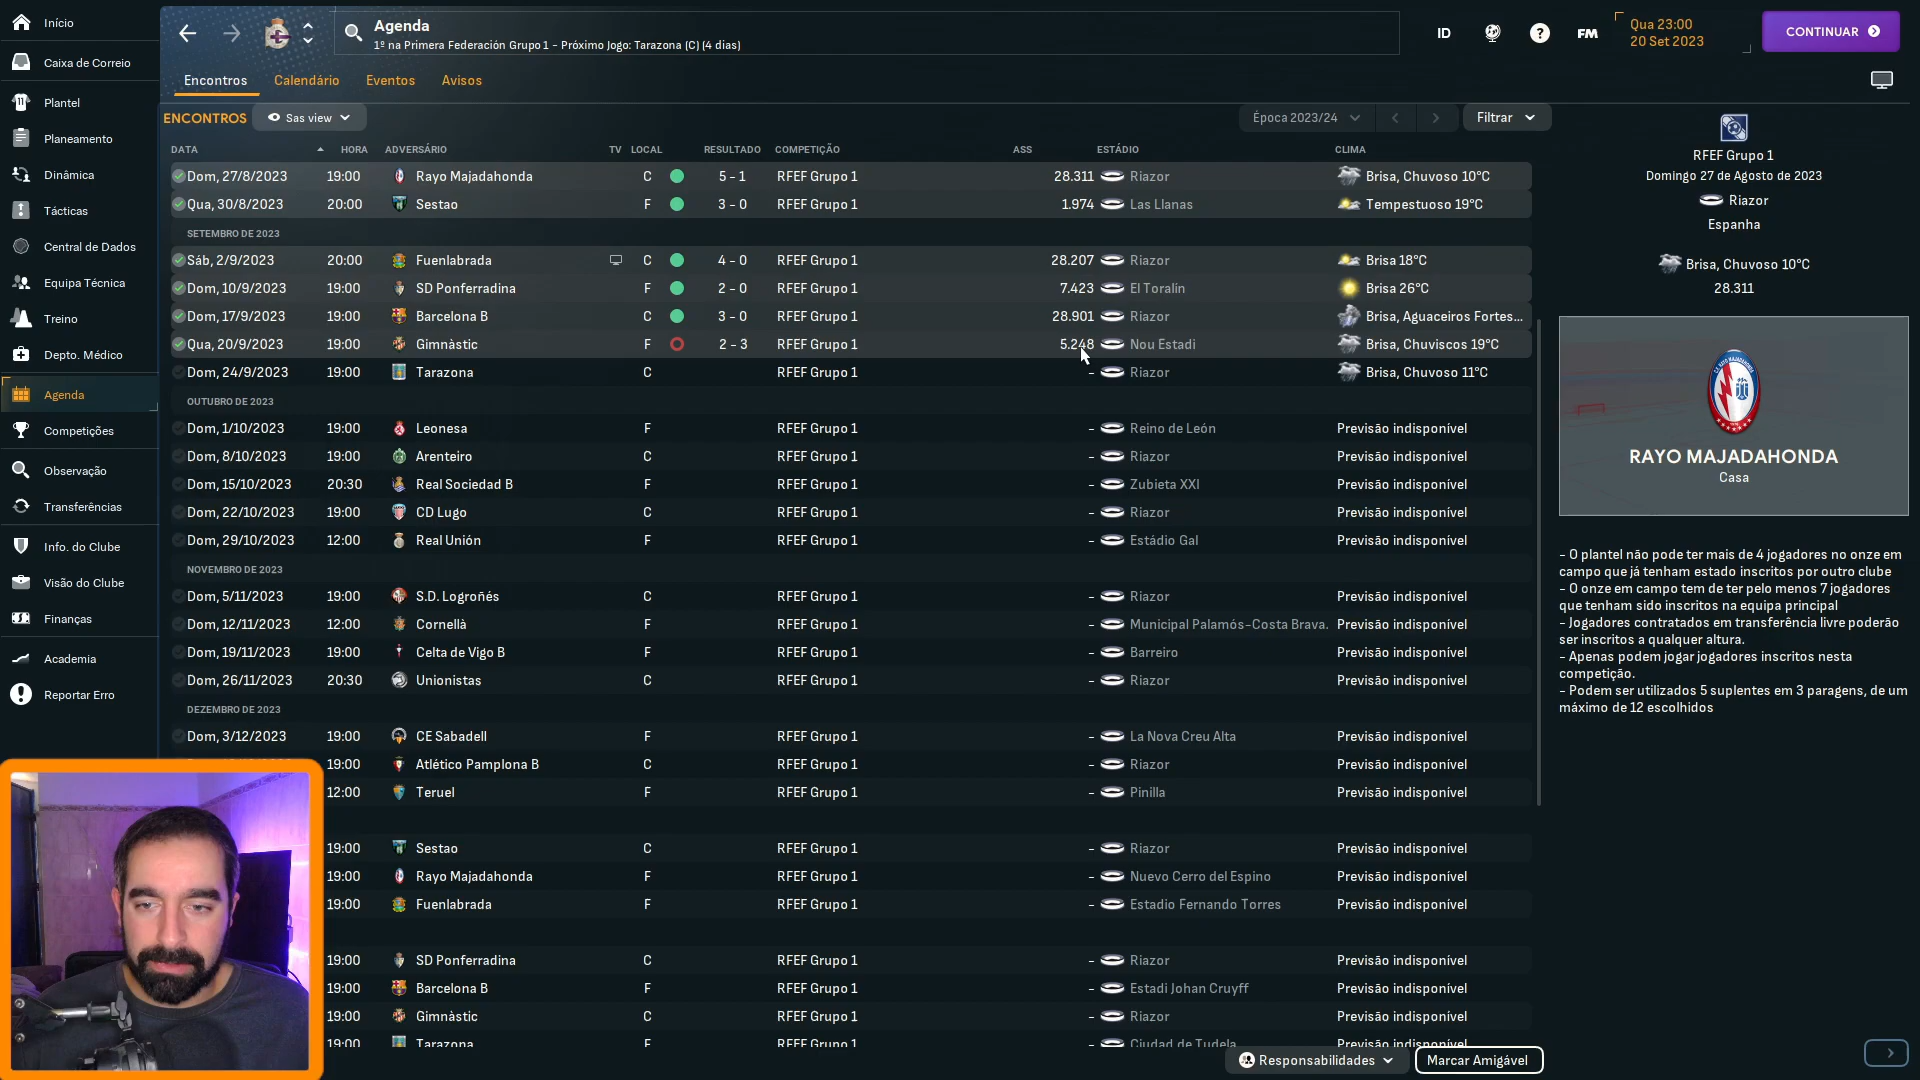 Início
Caixa de Correio
Plantel
Planeamento
Dinâmica
Tácticas
Central de Dados
Equipa Técnica
Treino
Depto. Médico
Agenda
Competições
Observação
Transferências
Info. do Clube
Visão do Clube
Finanças
Academia
Reportar Erro
Agenda
1º na Primera Federación Grupo 1 - Próximo Jogo: Tarazona (C) (4 dias)
ID
?
FM
Qua 23:00
20 Set 2023
CONTINUAR
Encontros Calendário Eventos Avisos
ENCONTROS Sas view Época 2023/24 Filtrar
DATA HORA ADVERSÁRIO TV LOCAL RESULTADO COMPETIÇÃO ASS ESTÁDIO CLIMA
Dom, 27/8/2023 19:00 Rayo Majadahonda C 5 - 1 RFEF Grupo 1 28.311 Riazor Brisa, Chuvoso 10°C
Qua, 30/8/2023 20:00 Sestao F 3 - 0 RFEF Grupo 1 1.974 Las Llanas Tempestuoso 19°C
SETEMBRO DE 2023
Sáb, 2/9/2023 20:00 Fuenlabrada C 4 - 0 RFEF Grupo 1 28.207 Riazor Brisa 18°C
Dom, 10/9/2023 19:00 SD Ponferradina F 2 - 0 RFEF Grupo 1 7.423 El Toralín Brisa 26°C
Dom, 17/9/2023 19:00 Barcelona B C 3 - 0 RFEF Grupo 1 28.901 Riazor Brisa, Aguaceiros Fortes...
Qua, 20/9/2023 19:00 Gimnàstic F 2 - 3 RFEF Grupo 1 5.248 Nou Estadi Brisa, Chuviscos 19°C
Dom, 24/9/2023 19:00 Tarazona C RFEF Grupo 1 - Riazor Brisa, Chuvoso 11°C
OUTUBRO DE 2023
Dom, 1/10/2023 19:00 Leonesa F RFEF Grupo 1 - Reino de León Previsão indisponível
Dom, 8/10/2023 19:00 Arenteiro C RFEF Grupo 1 - Riazor Previsão indisponível
Dom, 15/10/2023 20:30 Real Sociedad B F RFEF Grupo 1 - Zubieta XXI Previsão indisponível
Dom, 22/10/2023 19:00 CD Lugo C RFEF Grupo 1 - Riazor Previsão indisponível
Dom, 29/10/2023 12:00 Real Unión F RFEF Grupo 1 - Estádio Gal Previsão indisponível
NOVEMBRO DE 2023
Dom, 5/11/2023 19:00 S.D. Logroñés C RFEF Grupo 1 - Riazor Previsão indisponível
Dom, 12/11/2023 12:00 Cornellà F RFEF Grupo 1 - Municipal Palamós-Costa Brava. Previsão indisponível
Dom, 19/11/2023 19:00 Celta de Vigo B F RFEF Grupo 1 - Barreiro Previsão indisponível
Dom, 26/11/2023 20:30 Unionistas C RFEF Grupo 1 - Riazor Previsão indisponível
DEZEMBRO DE 2023
Dom, 3/12/2023 19:00 CE Sabadell F RFEF Grupo 1 - La Nova Creu Alta Previsão indisponível
19:00 Atlético Pamplona B C RFEF Grupo 1 - Riazor Previsão indisponível
12:00 Teruel F RFEF Grupo 1 - Pinilla Previsão indisponível
19:00 Sestao C RFEF Grupo 1 - Riazor Previsão indisponível
19:00 Rayo Majadahonda F RFEF Grupo 1 - Nuevo Cerro del Espino Previsão indisponível
19:00 Fuenlabrada F RFEF Grupo 1 - Estadio Fernando Torres Previsão indisponível
19:00 SD Ponferradina C RFEF Grupo 1 - Riazor Previsão indisponível
19:00 Barcelona B F RFEF Grupo 1 - Estadi Johan Cruyff Previsão indisponível
19:00 Gimnàstic C RFEF Grupo 1 - Riazor Previsão indisponível
19:00 Tarazona F RFEF Grupo 1 - Ciudad de Tudela Previsão indisponível
Responsabilidades Marcar Amigável
RFEF Grupo 1
Domingo 27 de Agosto de 2023
Riazor
Espanha
Brisa, Chuvoso 10°C
28.311
RAYO MAJADAHONDA
Casa
- O plantel não pode ter mais de 4 jogadores no onze em
campo que já tenham estado inscritos por outro clube
- O onze em campo tem de ter pelo menos 7 jogadores
que tenham sido inscritos na equipa principal
- Jogadores contratados em transferência livre poderão
ser inscritos a qualquer altura.
- Apenas podem jogar jogadores inscritos nesta
competição.
- Podem ser utilizados 5 suplentes em 3 paragens, de um
máximo de 12 escolhidos